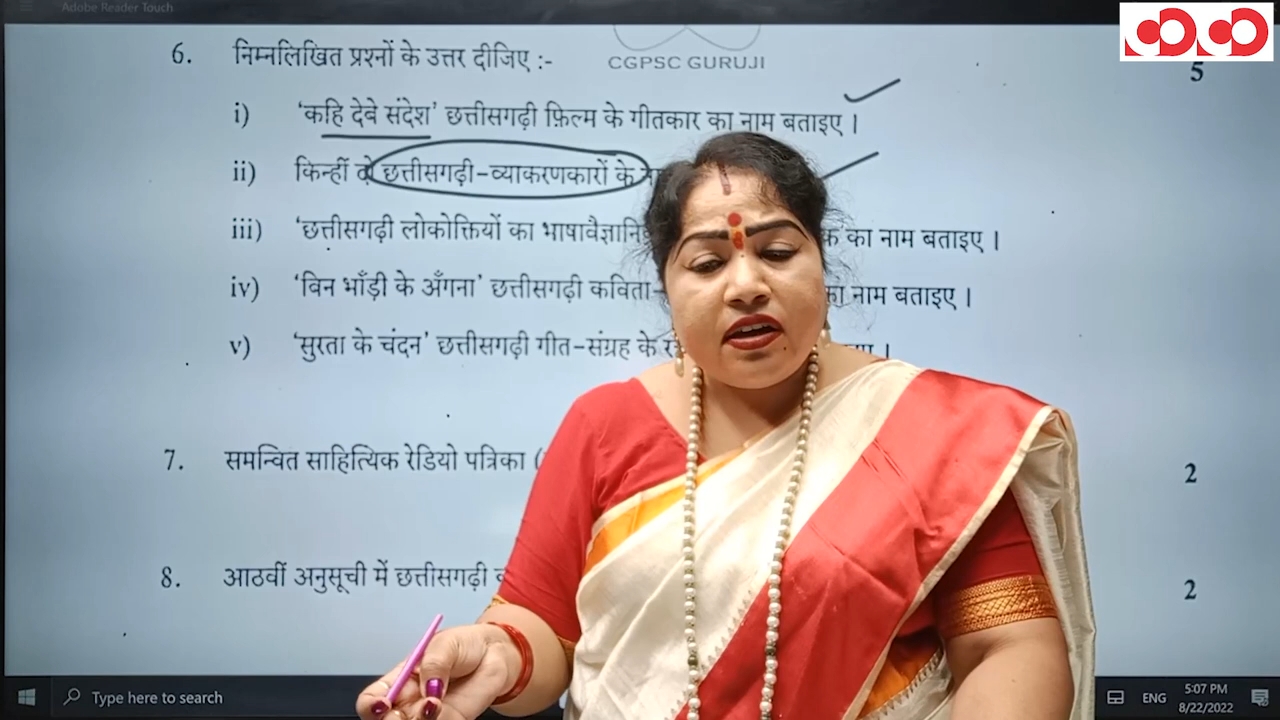 Adobe Reader Touch
6. निम्नलिखित प्रश्नों के उत्तर दीजिए :- 5
CGPSC GURUJI
i) 'कहि देबे संदेश' छत्तीसगढ़ी फ़िल्म के गीतकार का नाम बताइए ।
ii) किन्हीं दो छत्तीसगढ़ी-व्याकरणकारों के
iii) 'छत्तीसगढ़ी लोकोक्तियों का का नाम बताइए ।
iv) 'बिन भाँड़ी के अँगना' छत्तीसगढ़ी कविता- का नाम बताइए ।
v) 'सुरता के चंदन' छत्तीसगढ़ी गीत-संग्रह के
7. समन्वित साहित्यिक रेडियो पत्रिका ( 2
8. आठवीं अनुसूची में छत्तीसगढ़ी 2
Type here to search
ENG
5:07 PM
8/22/2022